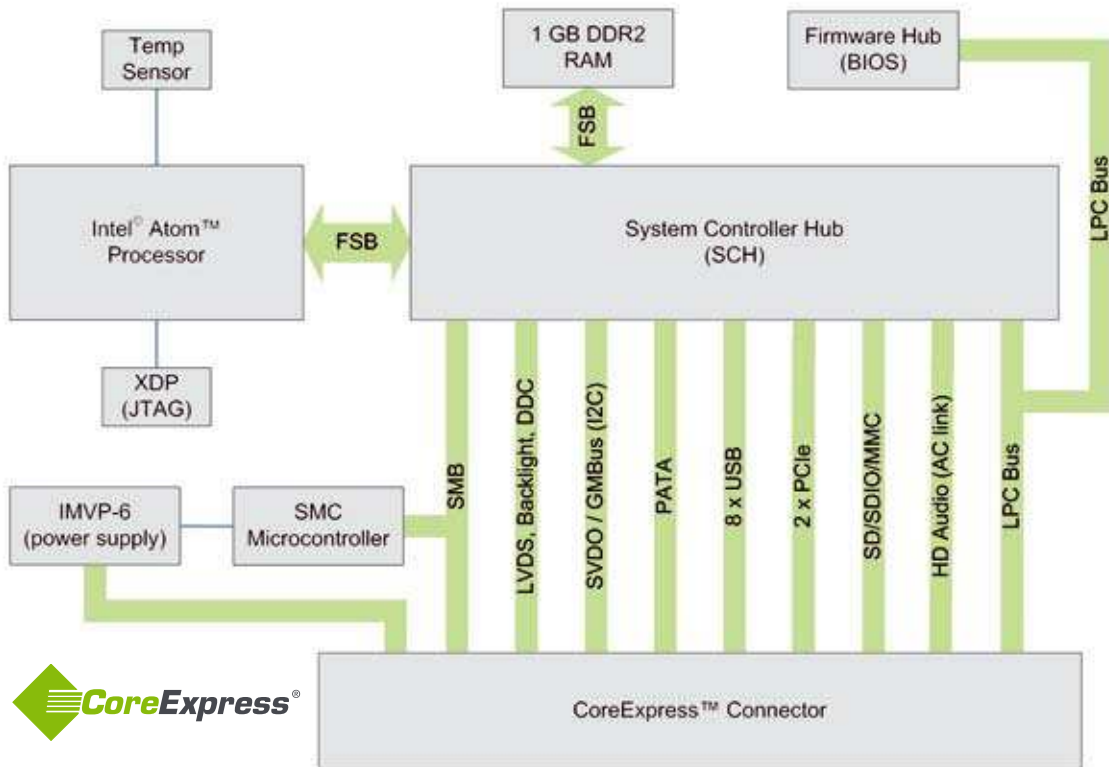 Temp
Sensor
1 GB DDR2
RAM
Firmware Hub
(BIOS)
FSB
LPC Bus
Intel© Atom™
Processor
FSB
System Controller Hub
(SCH)
XDP
(JTAG)
SMB
LVDS, Backlight, DDC
SVDO / GMBus (I2C)
PATA
8 x USB
2 x PCIe
SD/SDIO/MMC
HD Audio (AC link)
LPC Bus
IMVP-6
(power supply)
SMC
Microcontroller
CoreExpress®
CoreExpress™ Connector